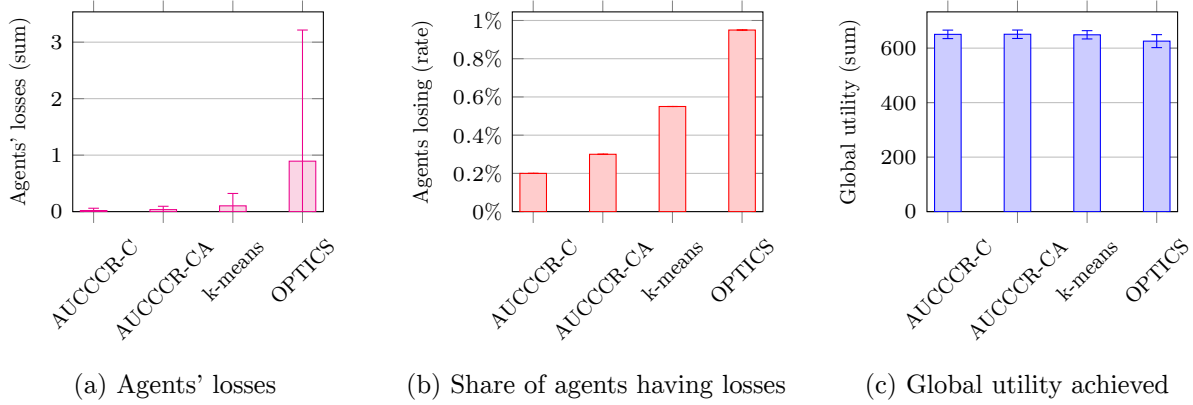 Agents' losses (sum)
3
2
1
0
AUCCCR-C
AUCCCR-CA
k-means
OPTICS
(a) Agents' losses
Agents losing (rate)
1%
0.8%
0.6%
0.4%
0.2%
0%
AUCCCR-C
AUCCCR-CA
k-means
OPTICS
(b) Share of agents having losses
Global utility (sum)
600
400
200
0
AUCCCR-C
AUCCCR-CA
k-means
OPTICS
(c) Global utility achieved